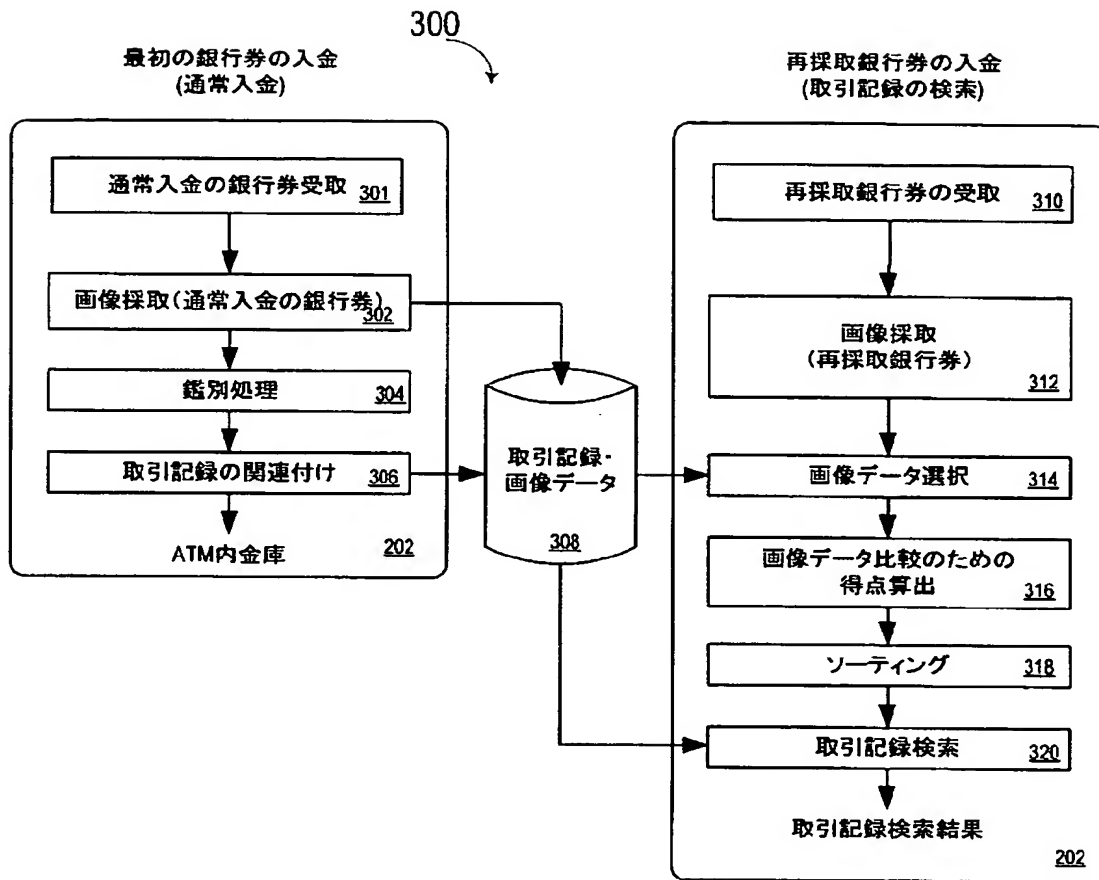 300
最初の銀行券の入金
(通常入金)
通常入金の銀行券受取 301
画像採取(通常入金の銀行券) 302
鑑別処理 304
取引記録の関連付け 306
ATM内金庫
202
取引記録・
画像データ
308
再採取銀行券の入金
(取引記録の検索)
再採取銀行券の受取 310
画像採取
(再採取銀行券)
312
画像データ選択 314
画像データ比較のための
得点算出 316
ソーティング 318
取引記録検索 320
取引記録検索結果
202